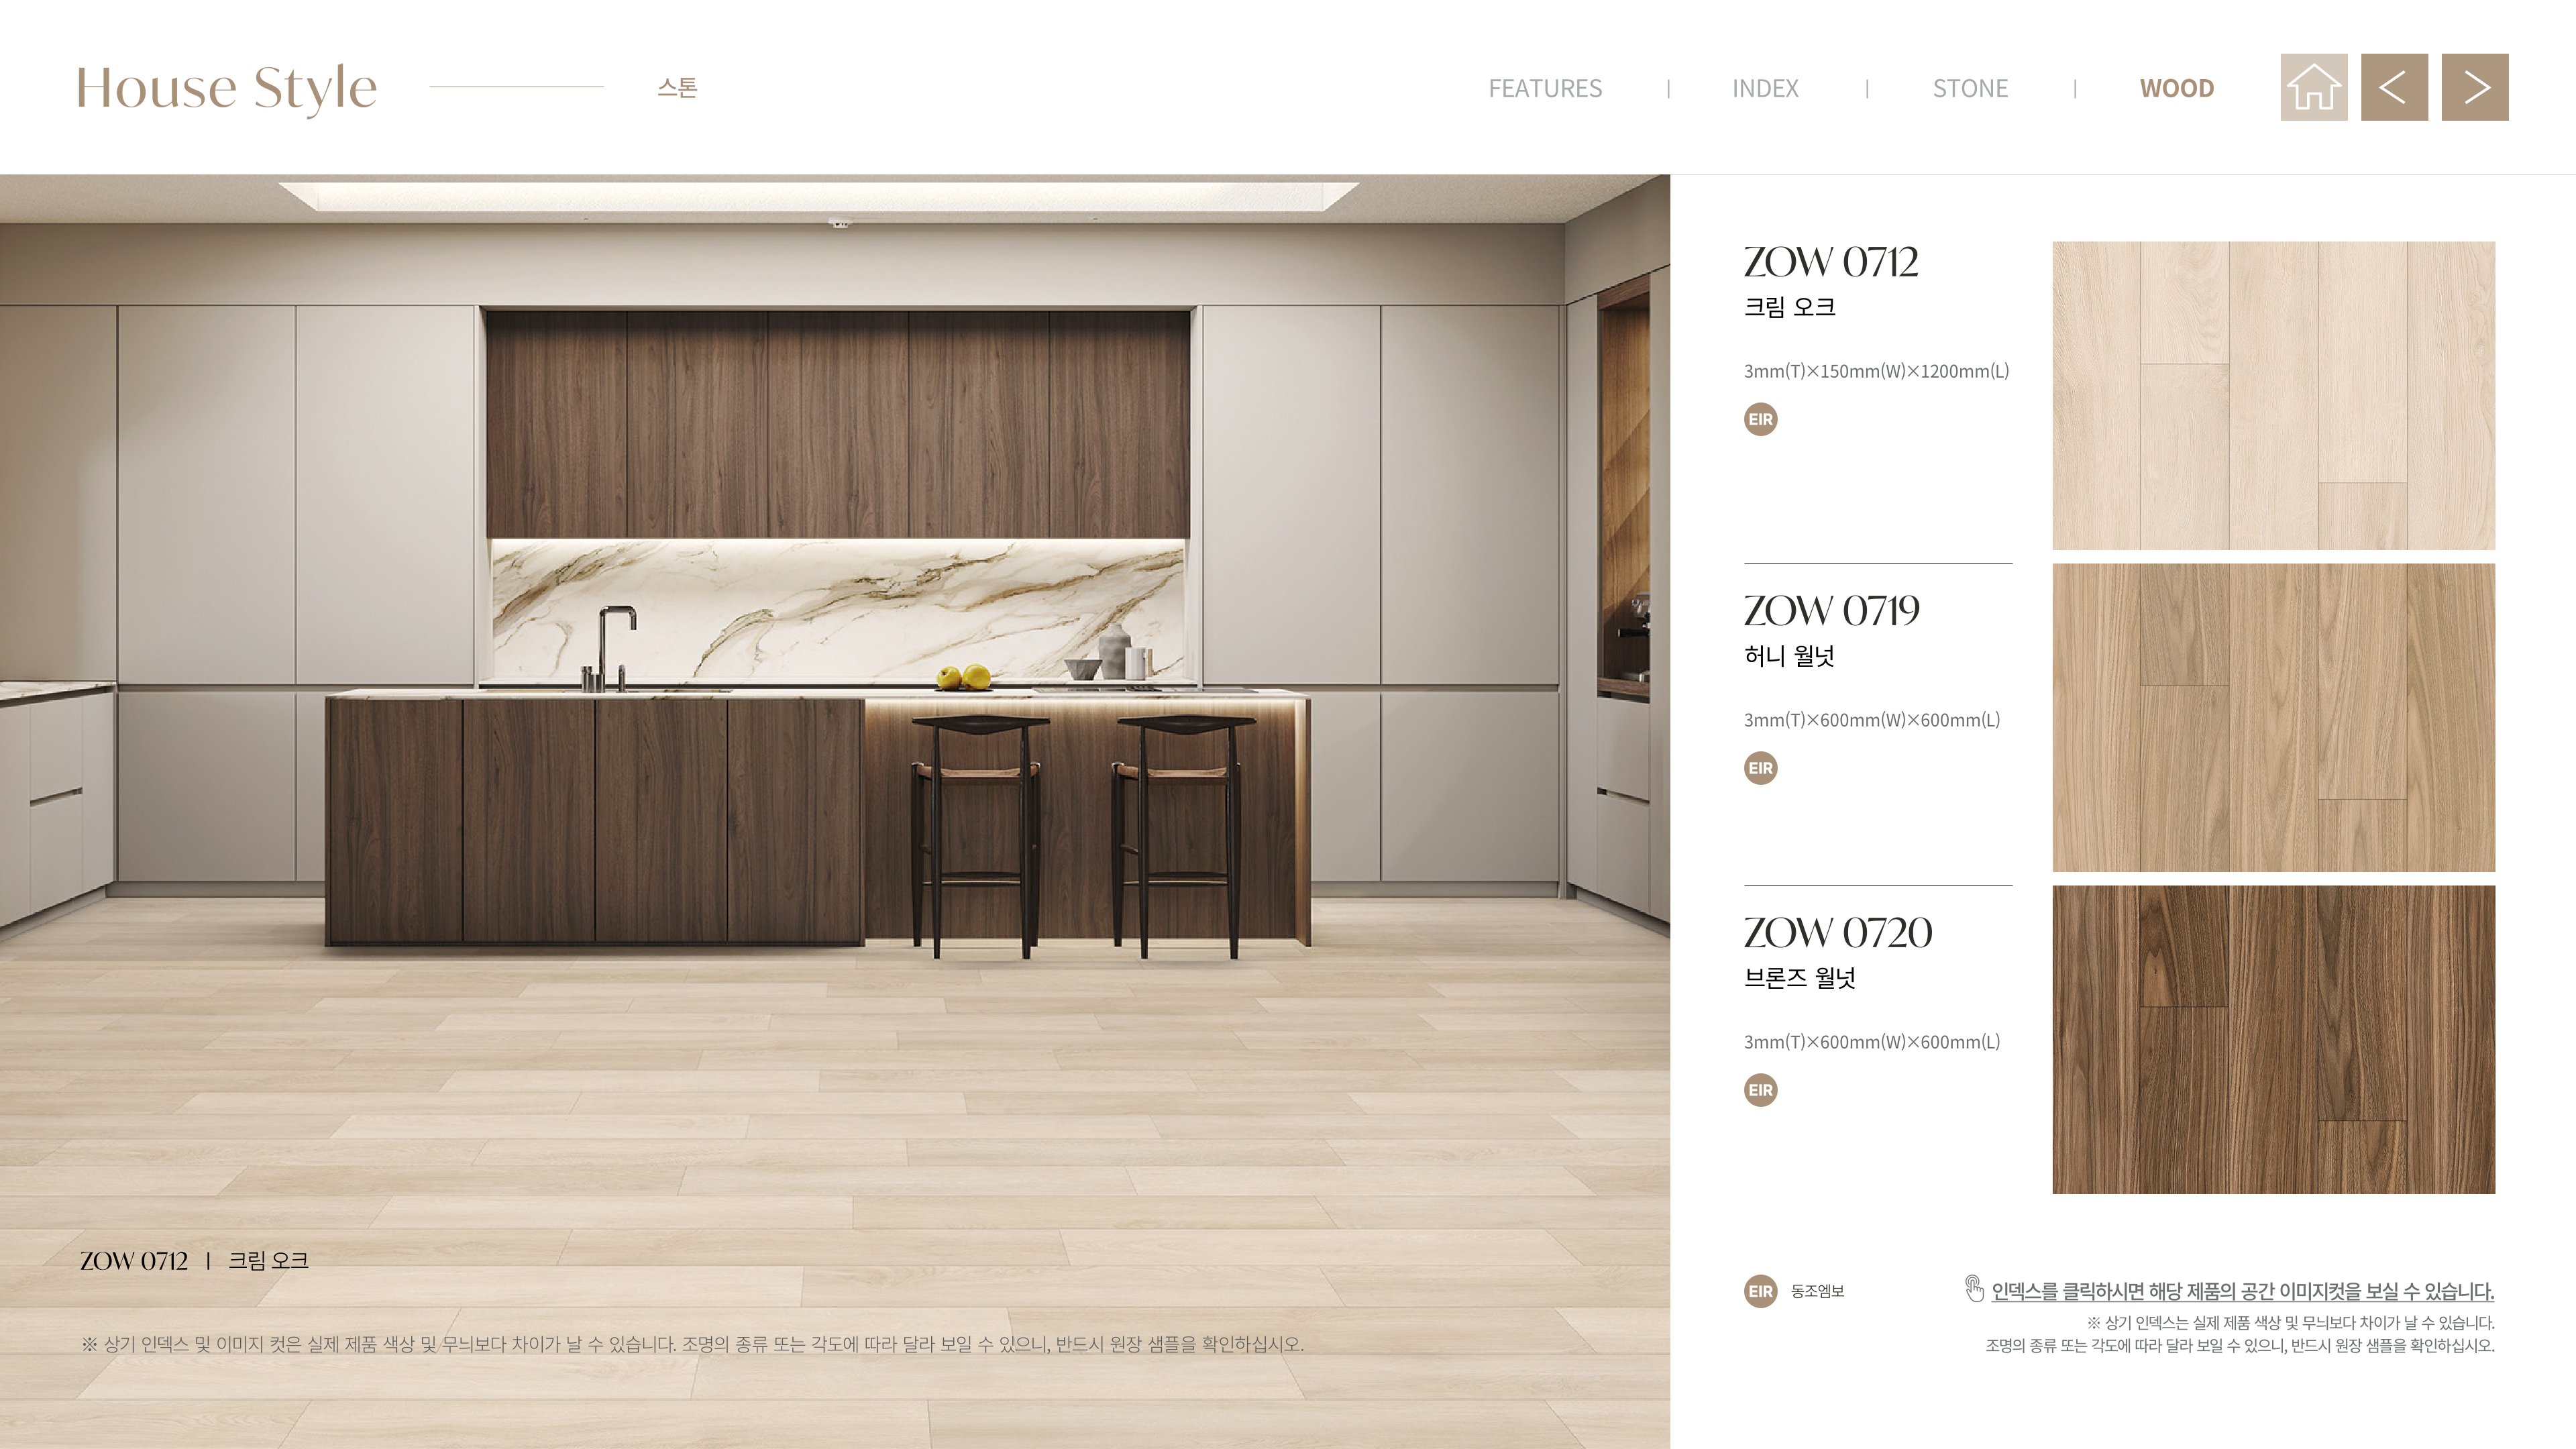 House Style
스톤
FEATURES | INDEX | STONE | WOOD
ZOW 0712
크림 오크
3mm(T)×150mm(W)×1200mm(L)
EIR
ZOW 0719
허니 월넛
3mm(T)×600mm(W)×600mm(L)
EIR
ZOW 0720
브론즈 월넛
3mm(T)×600mm(W)×600mm(L)
EIR
ZOW 0712 | 크림 오크
※ 상기 인덱스 및 이미지 컷은 실제 제품 색상 및 무늬보다 차이가 날 수 있습니다. 조명의 종류 또는 각도에 따라 달라 보일 수 있으니, 반드시 원장 샘플을 확인하십시오.
EIR 동조엠보
인덱스를 클릭하시면 해당 제품의 공간 이미지컷을 보실 수 있습니다.
※ 상기 인덱스는 실제 제품 색상 및 무늬보다 차이가 날 수 있습니다.
조명의 종류 또는 각도에 따라 달라 보일 수 있으니, 반드시 원장 샘플을 확인하십시오.